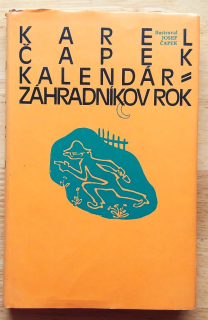 KAREL
ČAPEK
Ilustroval
JOSEF
ČAPEK
KALENDÁR=
ZÁHRADNÍKOV ROK